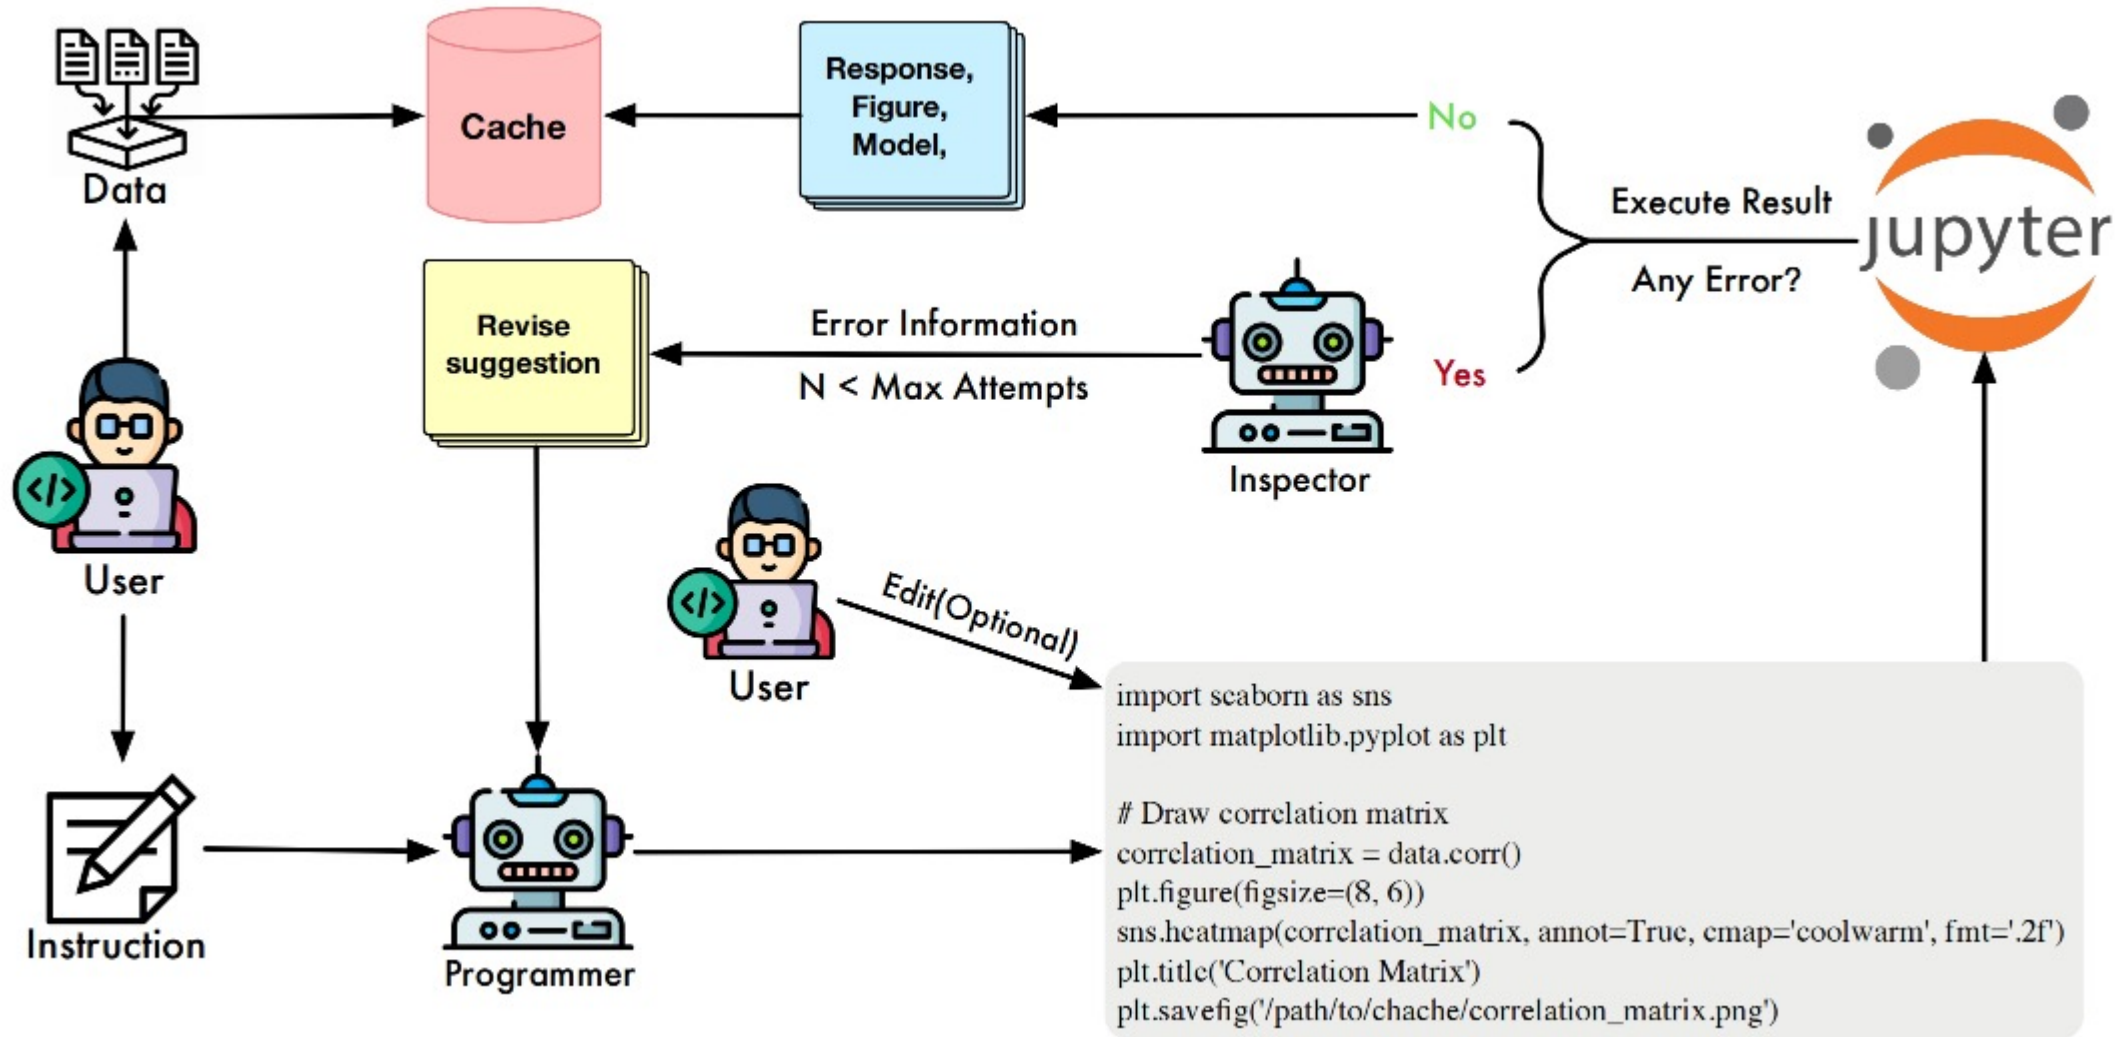 Data
Cache
Response,
Figure,
Model,
No
Execute Result
Any Error?
jupyter
Revise
suggestion
Error Information
N < Max Attempts
Yes
Inspector
</>
User
</>
User
Edit(Optional)
Instruction
Programmer
import seaborn as sns
import matplotlib.pyplot as plt
# Draw correlation matrix
correlation_matrix = data.corr()
plt.figure(figsize=(8, 6))
sns.heatmap(correlation_matrix, annot=True, cmap='coolwarm', fmt='.2f')
plt.title('Correlation Matrix')
plt.savefig('/path/to/chache/correlation_matrix.png')